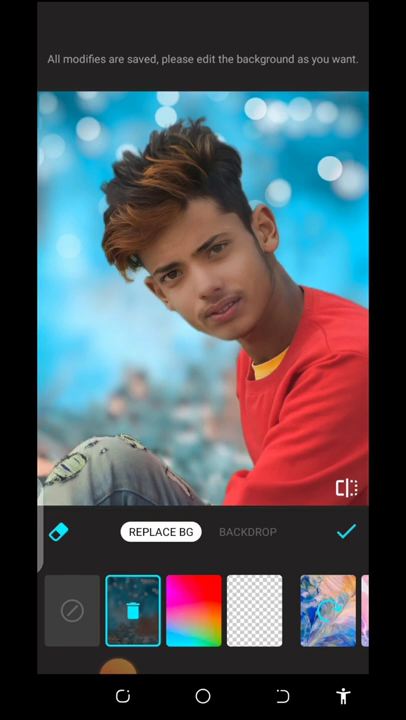 All modifies are saved, please edit the background as you want.
REPLACE BG
BACKDROP